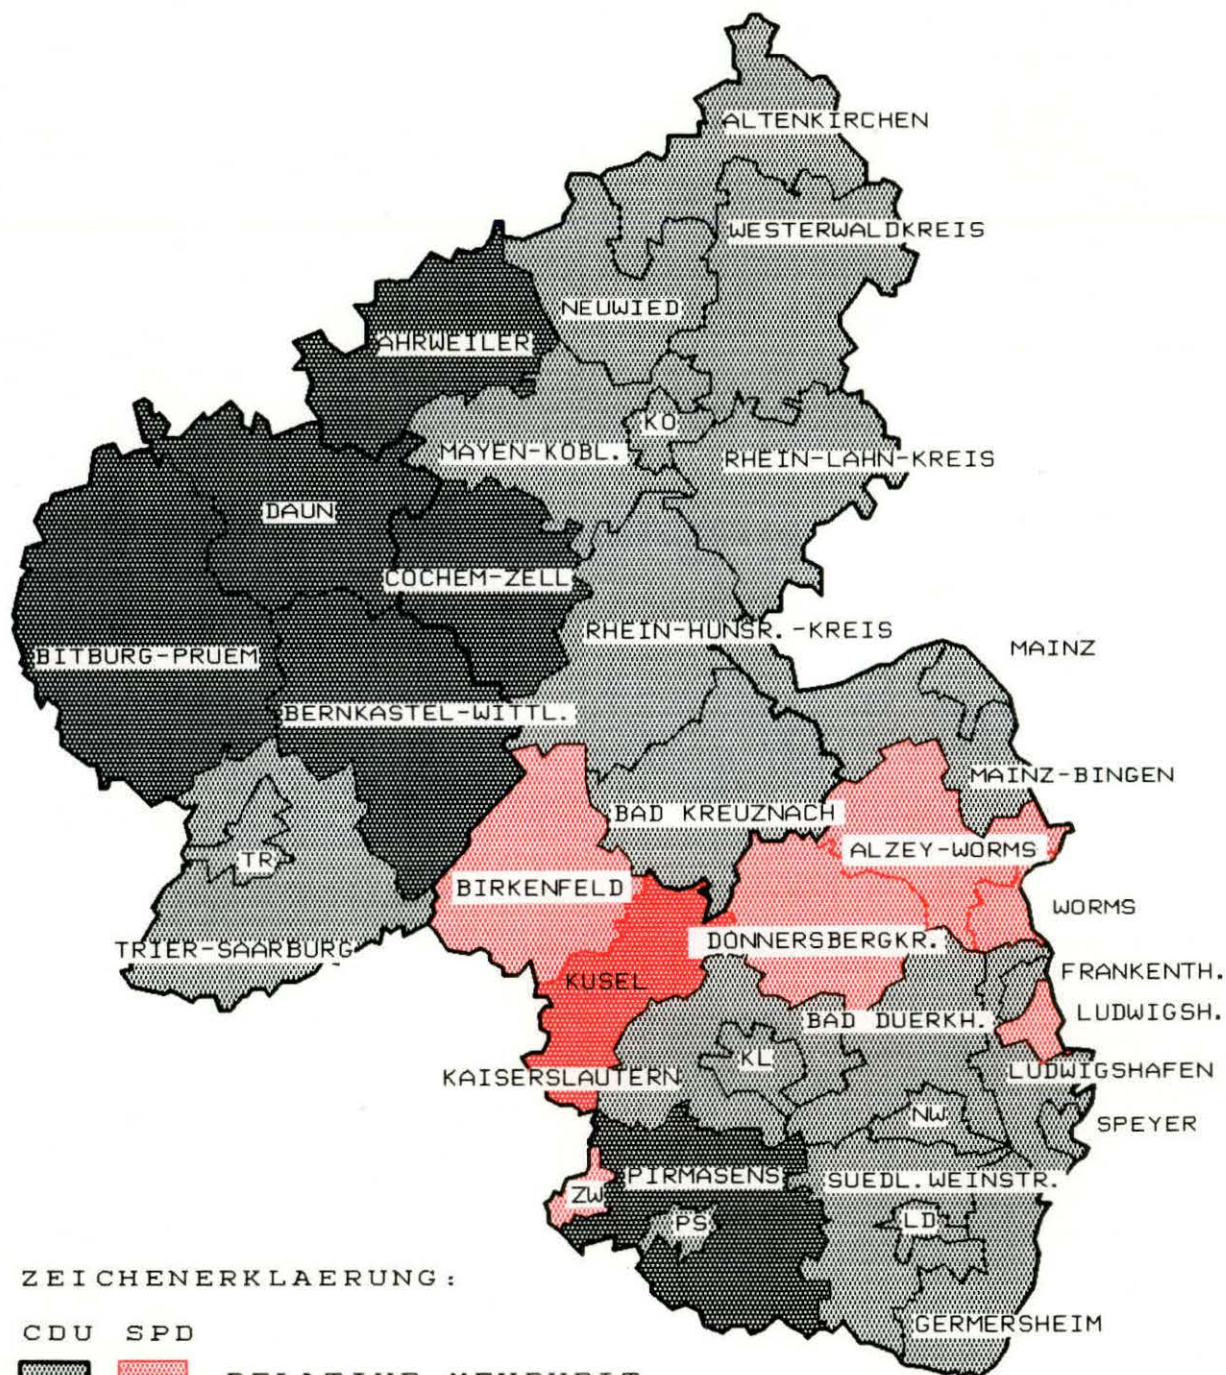 ALTENKIRCHEN
WESTERWALDKREIS
NEUWIED
AHRWEILER
KO
MAYEN-KOBL.
RHEIN-LAHN-KREIS
DAUN
COCHEM-ZELL
RHEIN-HUNSR.-KREIS
MAINZ
BITBURG-PRUEM
BERNKASTEL-WITTL.
MAINZ-BINGEN
BAD KREUZNACH
ALZEY-WORMS
TR
BIRKENFELD
WORMS
TRIER-SAARBURG
DONNERSBERGKR.
FRANKENTH.
KUSEL
LUDWIGSH.
BAD DUERKH.
KL
LUDWIGSHAFEN
KAISERSLAUTERN
NW
SPEYER
PIRMASENS
SUEDL.WEINSTR.
ZW
PS
LD
ZEICHENERKLAERUNG:
GERMERSHEIM
CDU SPD
RELATIVE MEHRHEIT